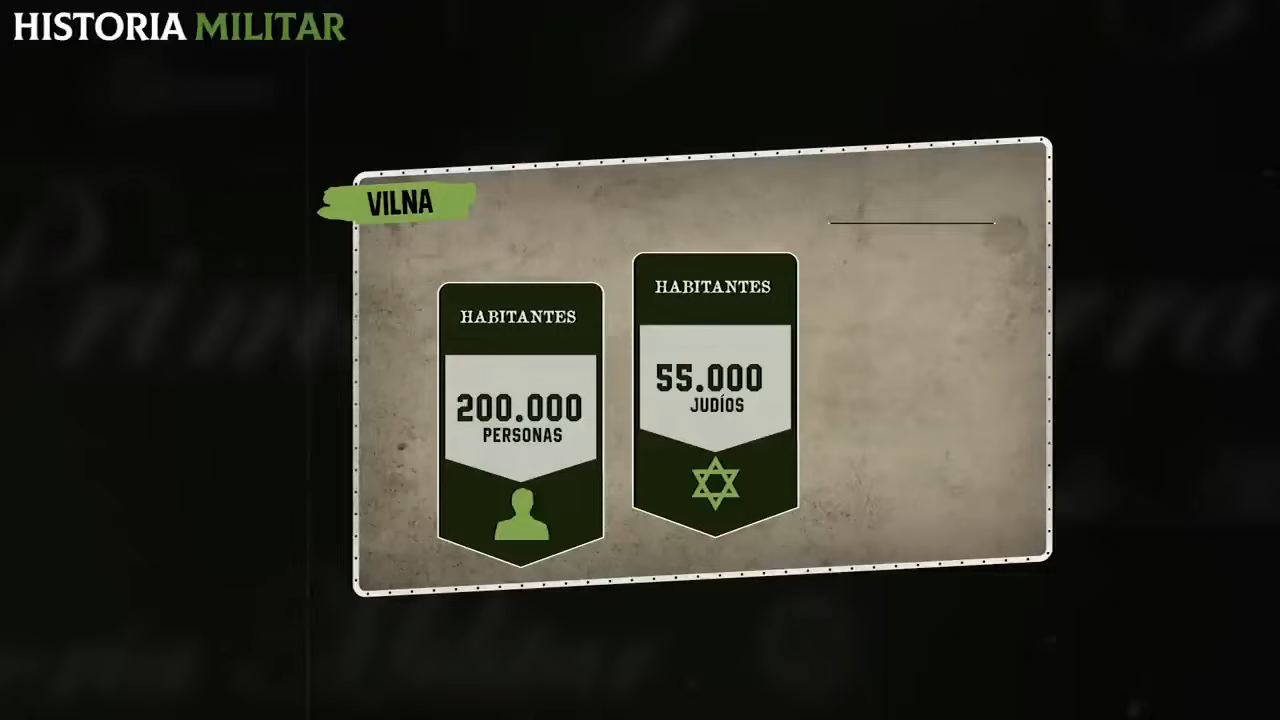 HISTORIA MILITAR
VILNA
HABITANTES
200.000
PERSONAS
HABITANTES
55.000
JUDÍOS